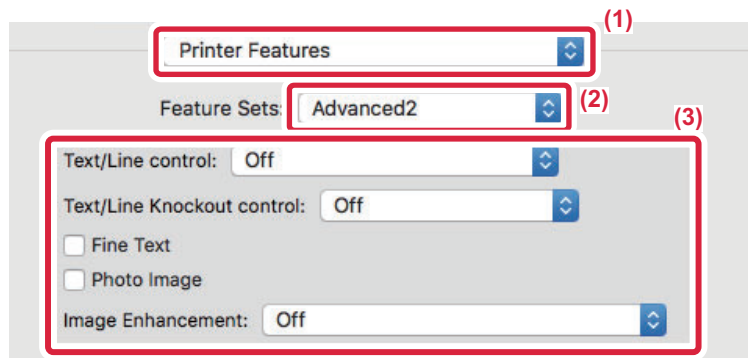 (1)
Printer Features
Feature Sets: Advanced2 (2)
(3)
Text/Line control: Off
Text/Line Knockout control: Off
Fine Text
Photo Image
Image Enhancement: Off